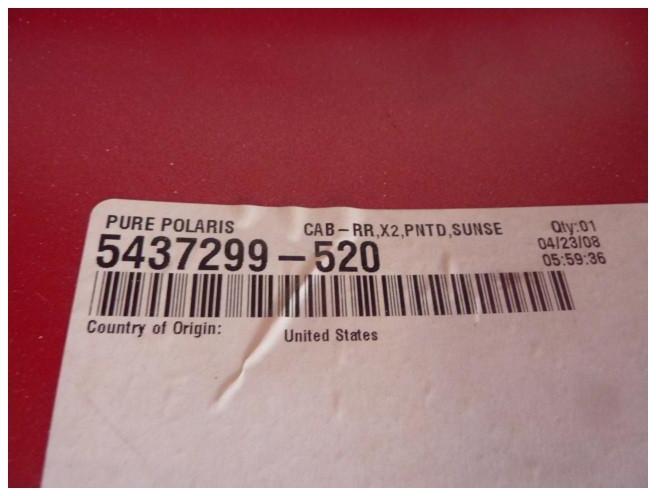 PURE POLARIS CAB-RR,X2,PNTD,SUNSE Qty:01
5437299-520 04/23/08
05:59:36
Country of Origin: United States